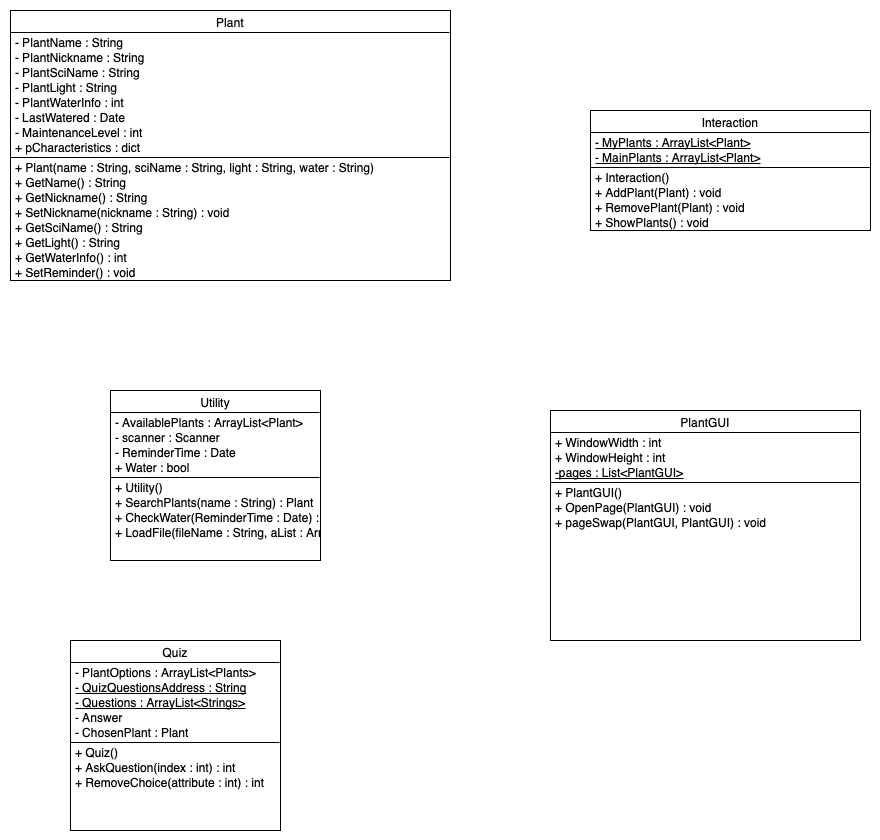 Plant
- PlantName : String
- PlantNickname : String
- PlantSciName : String
- PlantLight : String
- PlantWaterInfo : int
- LastWatered : Date
- MaintenanceLevel : int
+ pCharacteristics : dict
+ Plant(name : String, sciName : String, light : String, water : String)
+ GetName() : String
+ GetNickname() : String
+ SetNickname(nickname : String) : void
+ GetSciName() : String
+ GetLight() : String
+ GetWaterInfo() : int
+ SetReminder() : void
Interaction
- MyPlants : ArrayList<Plant>
- MainPlants : ArrayList<Plant>
+ Interaction()
+ AddPlant(Plant) : void
+ RemovePlant(Plant) : void
+ ShowPlants() : void
Utility
- AvailablePlants : ArrayList<Plant>
- scanner : Scanner
- ReminderTime : Date
+ Water : bool
+ Utility()
+ SearchPlants(name : String) : Plant
+ CheckWater(ReminderTime : Date) :
+ LoadFile(fileName : String, aList :
PlantGUI
+ WindowWidth : int
+ WindowHeight : int
-pages : List<PlantGUI>
+ PlantGUI()
+ OpenPage(PlantGUI) : void
+ pageSwap(PlantGUI, PlantGUI) : void
Quiz
- PlantOptions : ArrayList<Plants>
- QuizQuestionsAddress : String
- Questions : ArrayList<Strings>
- Answer
- ChosenPlant : Plant
+ Quiz()
+ AskQuestion(index : int) : int
+ RemoveChoice(attribute : int) : int